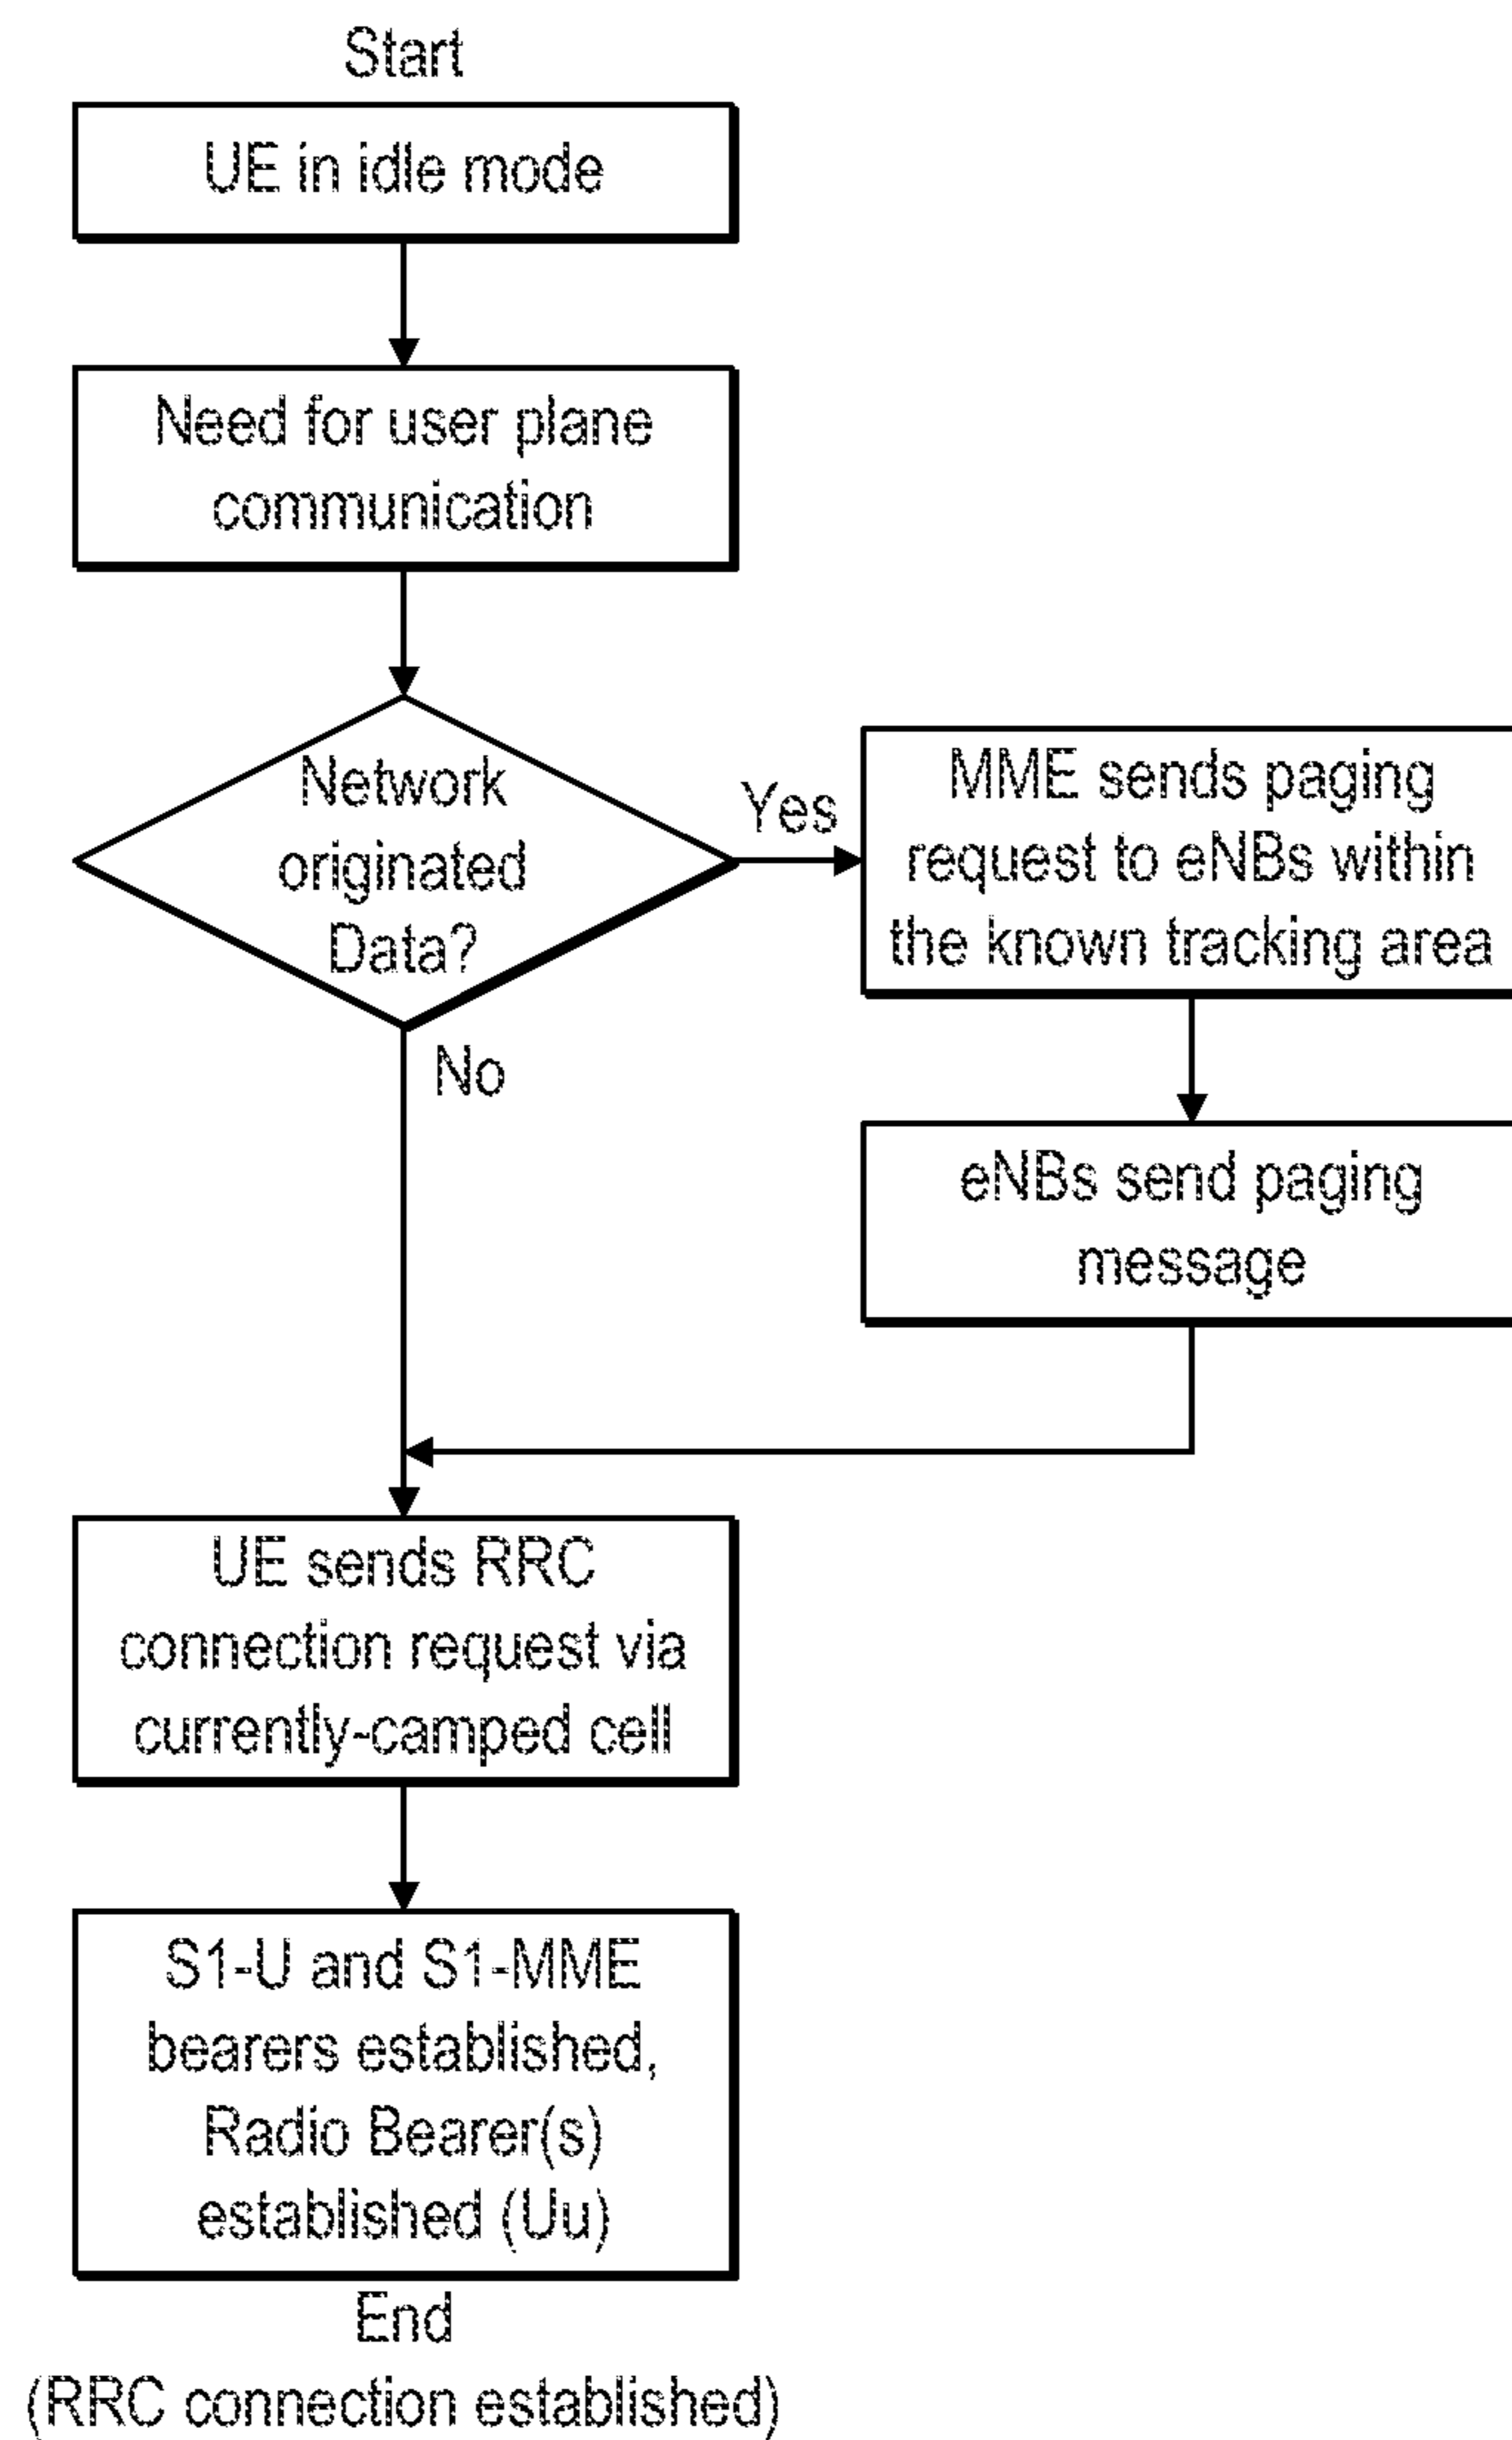 Start
UE in idle mode
Need for user plane
communication
Network
originated
Data?
Yes
MME sends paging
request to eNBs within
the known tracking area
No
eNBs send paging
message
UE sends RRC
connection request via
currently-camped cell
S1-U and S1-MME
bearers established,
Radio Bearer(s)
established (Uu)
End
(RRC connection established)